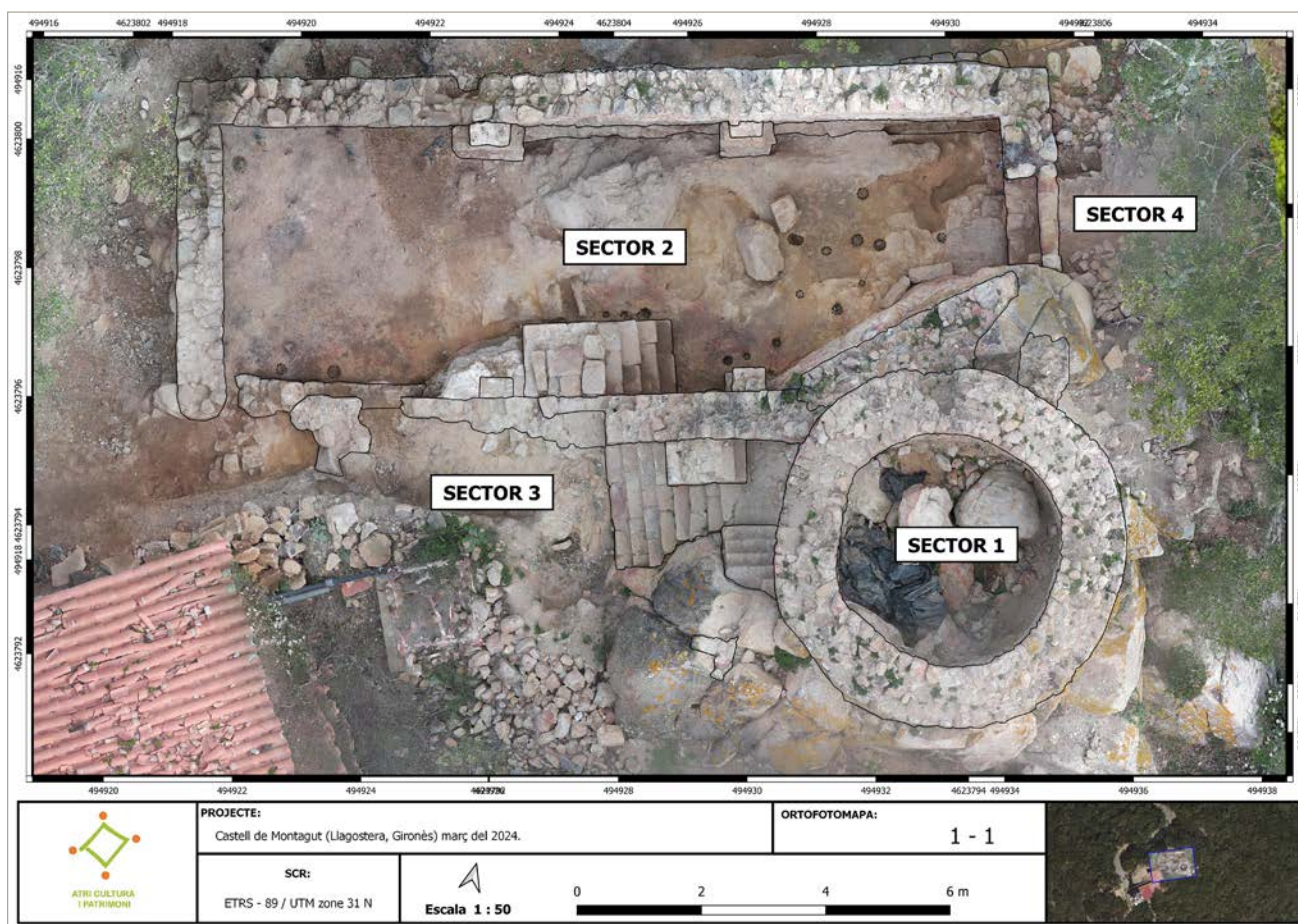 494916 4623802 494918 494920 494922 494924 4623804 494926 494928 494930 4623806 494934
494916
4623800
SECTOR 4
SECTOR 2
4623798
4623796
SECTOR 3
SECTOR 1
4623794
494918
4623792
494920 494922 494924 494928 494930 494932 4623794 494934 494936 494938
PROJECTE:
Castell de Montagut (Llagostera, Gironès) març del 2024.
ORTOFOTOMAPA:
1 - 1
SCR:
ETRS - 89 / UTM zone 31 N
Escala 1 : 50
0 2 4 6 m
ATRI CULTURA
I PATRIMONI